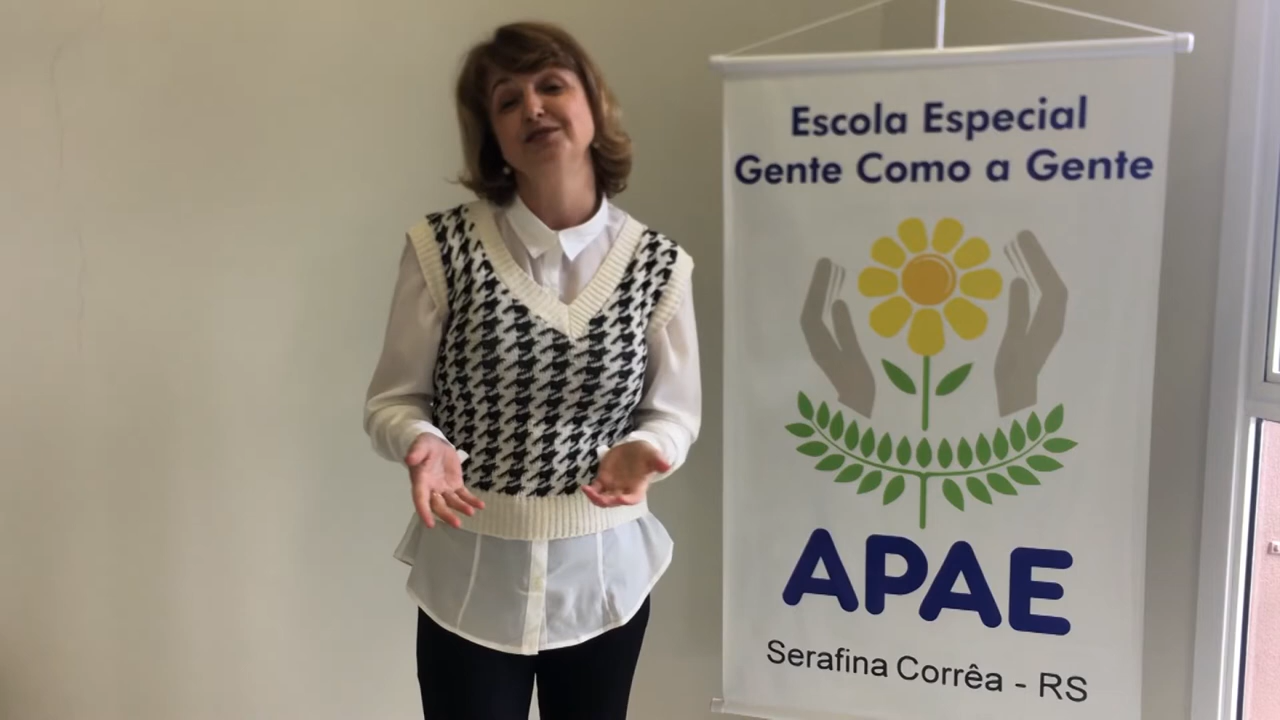 Escola Especial
Gente Como a Gente
APAE
Serafina Corrêa - RS